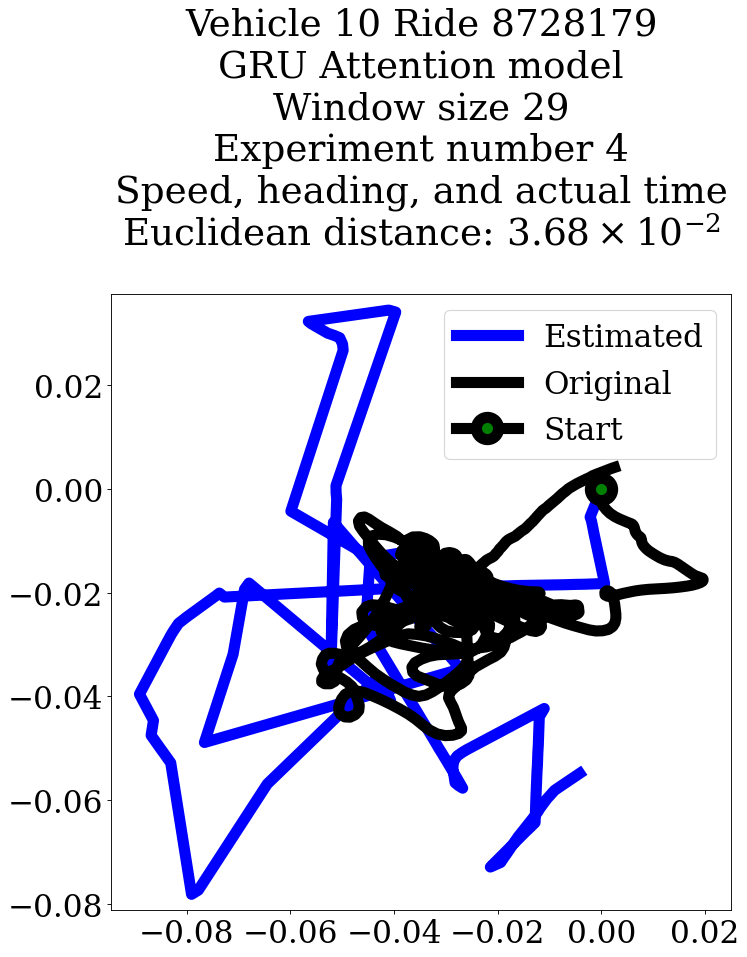 Vehicle 10 Ride 8728179
GRU Attention model
Window size 29
Experiment number 4
Speed, heading, and actual time
Euclidean distance: 3.68 × 10⁻²
Estimated
Original
Start
0.02
0.00
−0.02
−0.04
−0.06
−0.08
−0.08 −0.06 −0.04 −0.02 0.00 0.02